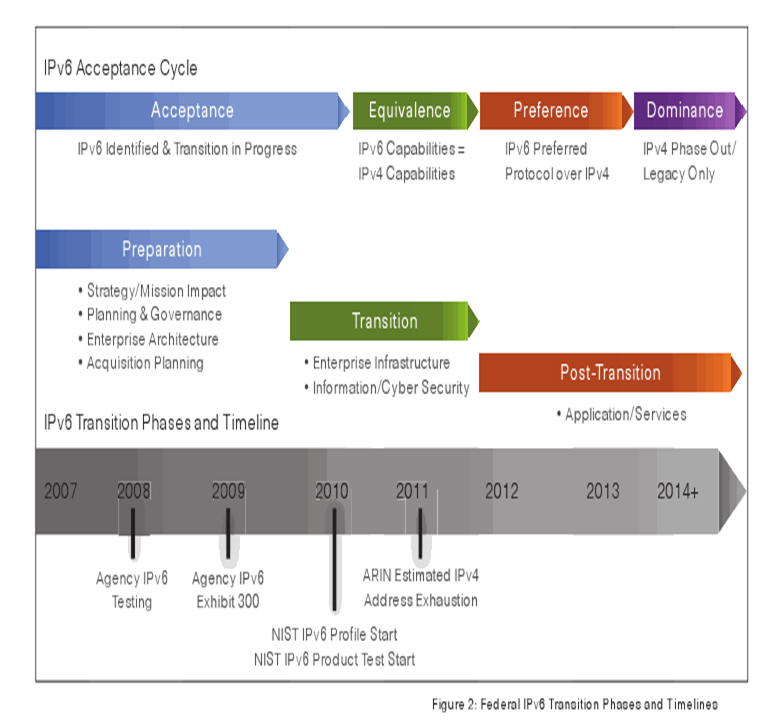 IPv6 Acceptance Cycle
Acceptance
IPv6 Identified & Transition in Progress
Equivalence
IPv6 Capabilities =
IPv4 Capabilities
Preference
IPv6 Preferred
Protocol over IPv4
Dominance
IPv4 Phase Out/
Legacy Only
Preparation
• Strategy/Mission Impact
• Planning & Governance
• Enterprise Architecture
• Acquisition Planning
Transition
• Enterprise Infrastructure
• Information/Cyber Security
Post-Transition
• Application/Services
IPv6 Transition Phases and Timeline
2007 2008 2009 2010 2011 2012 2013 2014+
Agency IPv6
Testing
Agency IPv6
Exhibit 300
NIST IPv6 Profile Start
NIST IPv6 Product Test Start
ARIN Estimated IPv4
Address Exhaustion
Figure 2: Federal IPv6 Transition Phases and Timelines